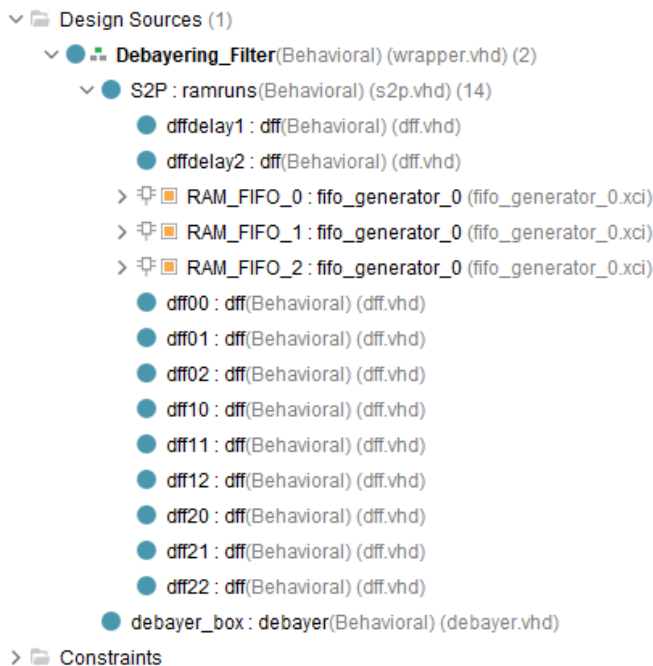 Design Sources (1)
Debayering_Filter(Behavioral) (wrapper.vhd) (2)
S2P : ramruns(Behavioral) (s2p.vhd) (14)
dffdelay1 : dff(Behavioral) (dff.vhd)
dffdelay2 : dff(Behavioral) (dff.vhd)
RAM_FIFO_0 : fifo_generator_0 (fifo_generator_0.xci)
RAM_FIFO_1 : fifo_generator_0 (fifo_generator_0.xci)
RAM_FIFO_2 : fifo_generator_0 (fifo_generator_0.xci)
dff00 : dff(Behavioral) (dff.vhd)
dff01 : dff(Behavioral) (dff.vhd)
dff02 : dff(Behavioral) (dff.vhd)
dff10 : dff(Behavioral) (dff.vhd)
dff11 : dff(Behavioral) (dff.vhd)
dff12 : dff(Behavioral) (dff.vhd)
dff20 : dff(Behavioral) (dff.vhd)
dff21 : dff(Behavioral) (dff.vhd)
dff22 : dff(Behavioral) (dff.vhd)
debayer_box : debayer(Behavioral) (debayer.vhd)
Constraints